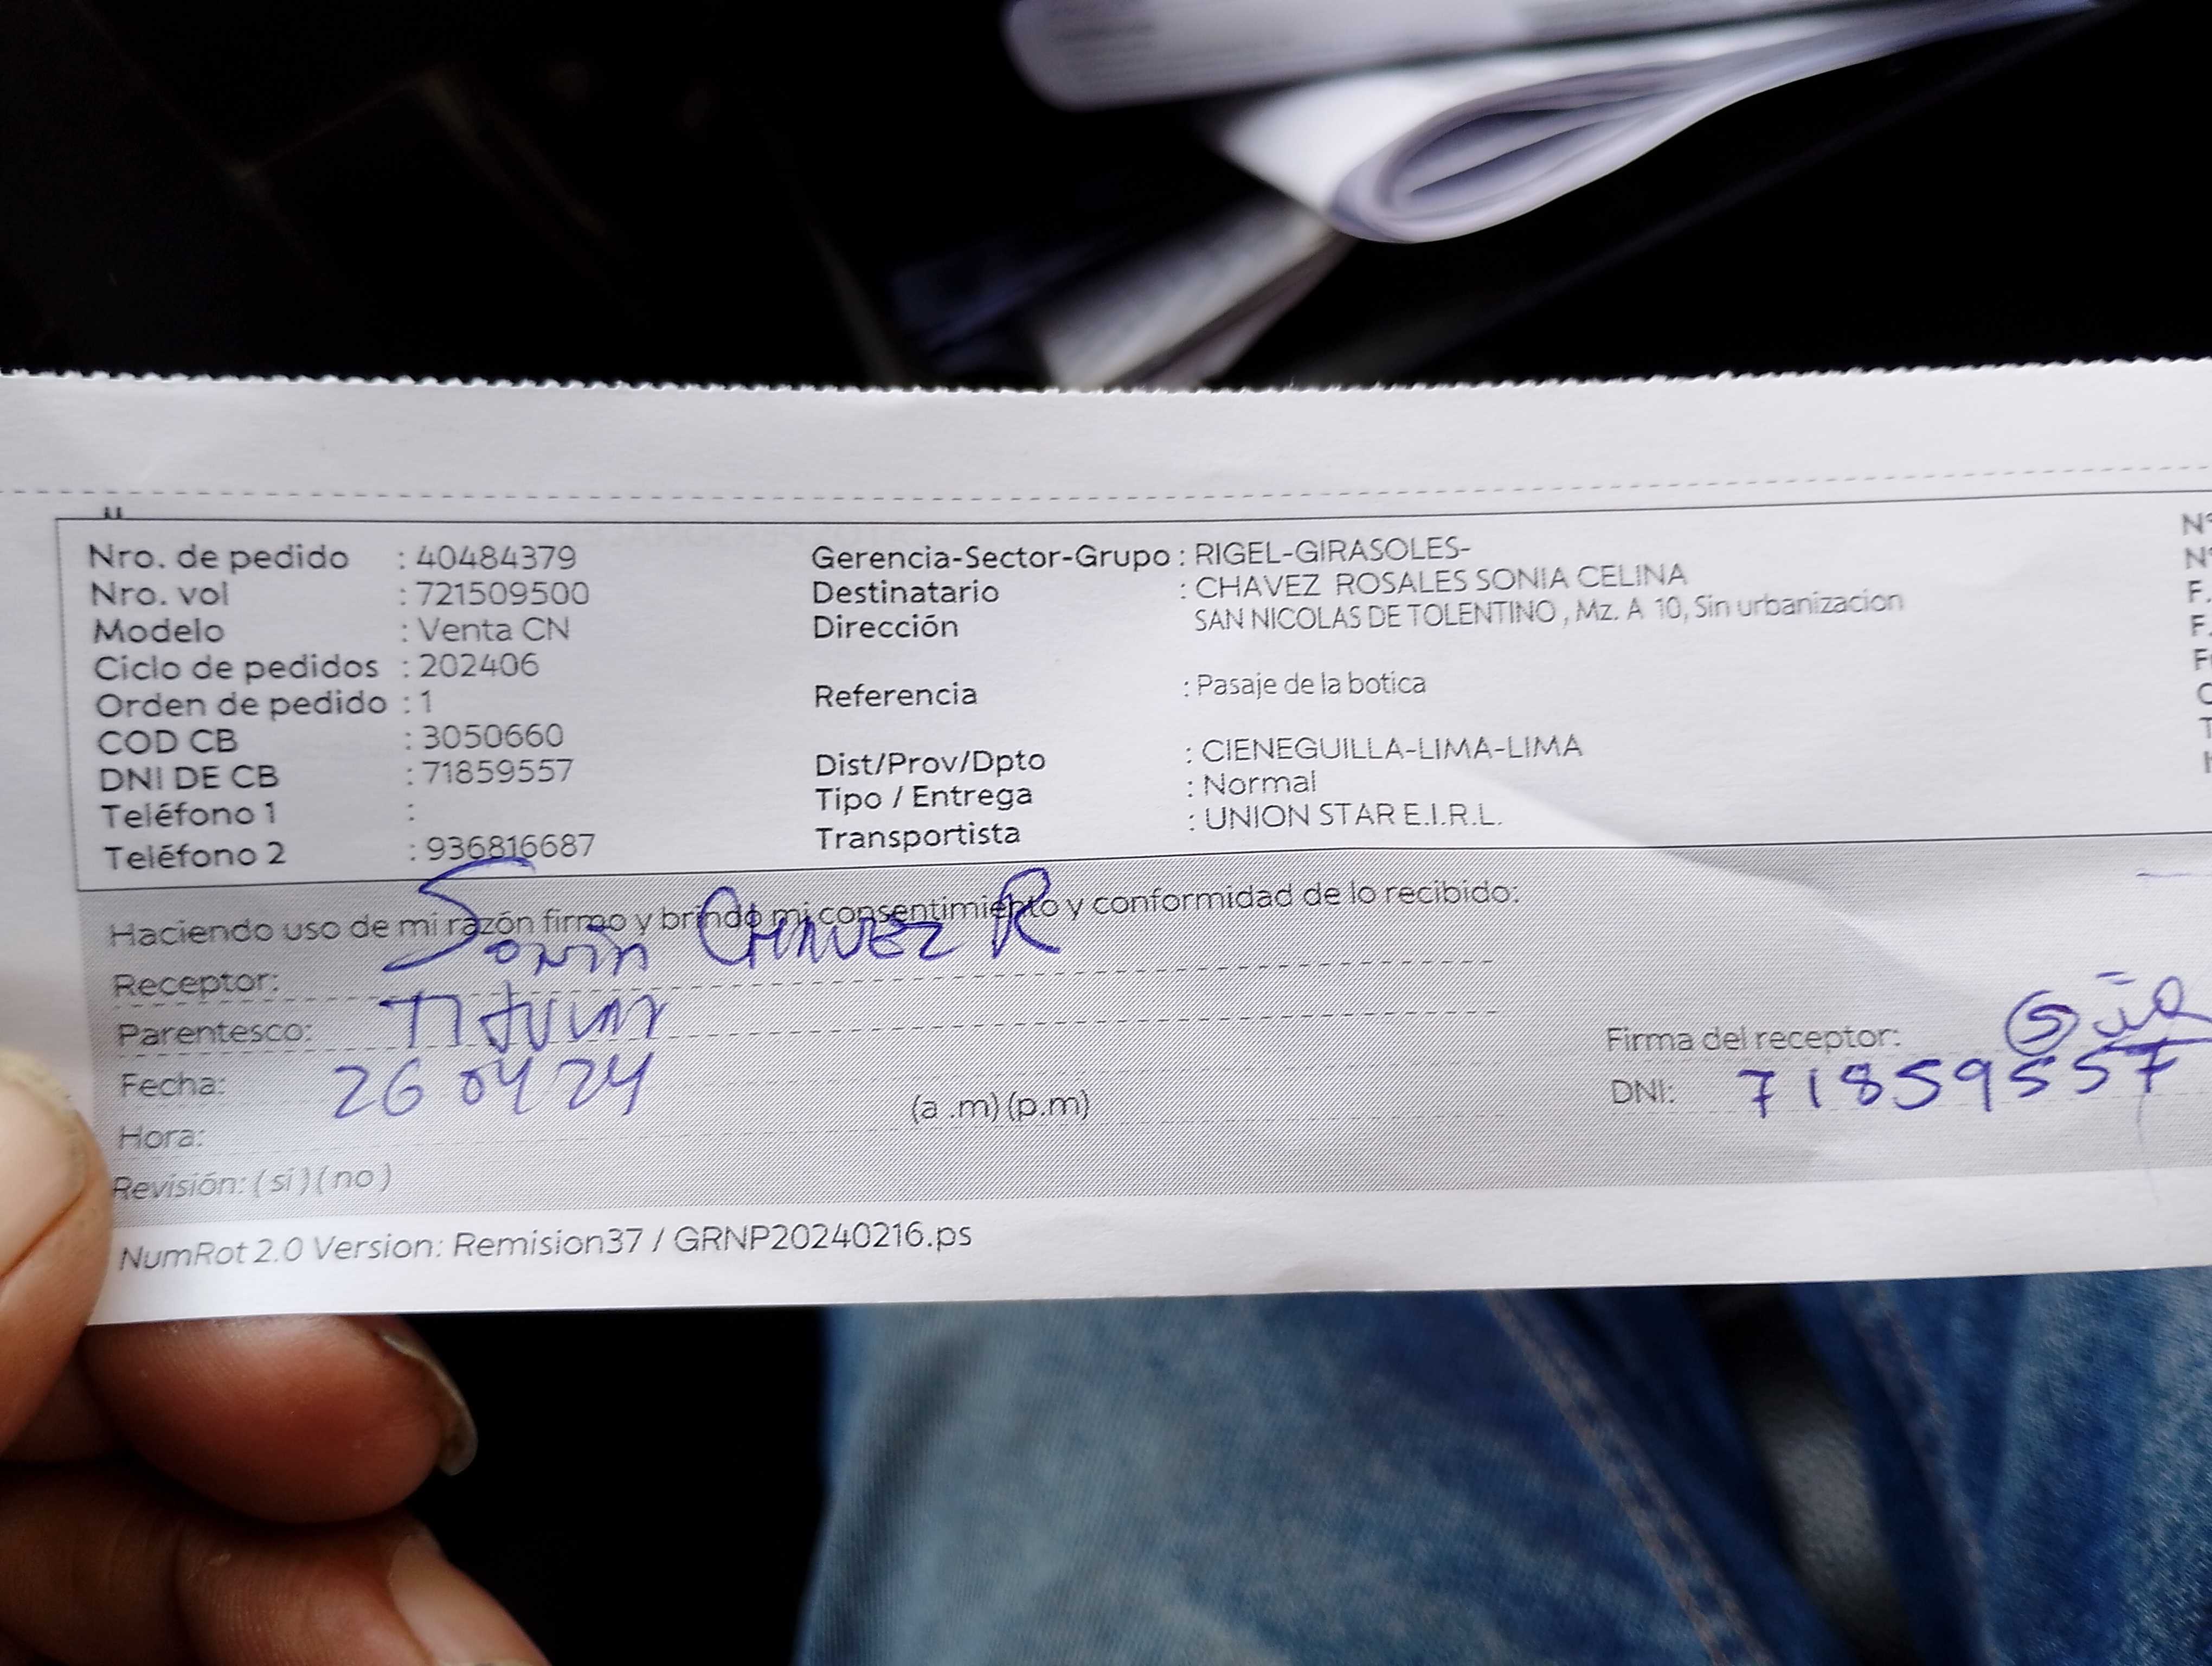 Nro. de pedido : 40484379
Nro. vol : 721509500
Modelo : Venta CN
Ciclo de pedidos : 202406
Orden de pedido : 1
COD CB : 3050660
DNI DE CB : 71859557
Teléfono 1 :
Teléfono 2 : 936816687
Gerencia-Sector-Grupo : RIGEL-GIRASOLES-
Destinatario : CHAVEZ ROSALES SONIA CELINA
Dirección SAN NICOLAS DE TOLENTINO , Mz. A 10, Sin urbanizacion
Referencia : Pasaje de la botica
Dist/Prov/Dpto : CIENEGUILLA-LIMA-LIMA
Tipo / Entrega : Normal
Transportista : UNION STAR E.I.R.L.
N°
N°
F.
F.
Haciendo uso de mi razón firmo y brindo mi consentimiento y conformidad de lo recibido:
Receptor: Sonia CHAVEZ R
Parentesco: TITULAR
Fecha: 26 04 24
Hora: (a .m) (p.m)
Firma del receptor:
DNI: 71859557
Revisión: ( si ) ( no )
NumRot 2.0 Version: Remision37 / GRNP20240216.ps